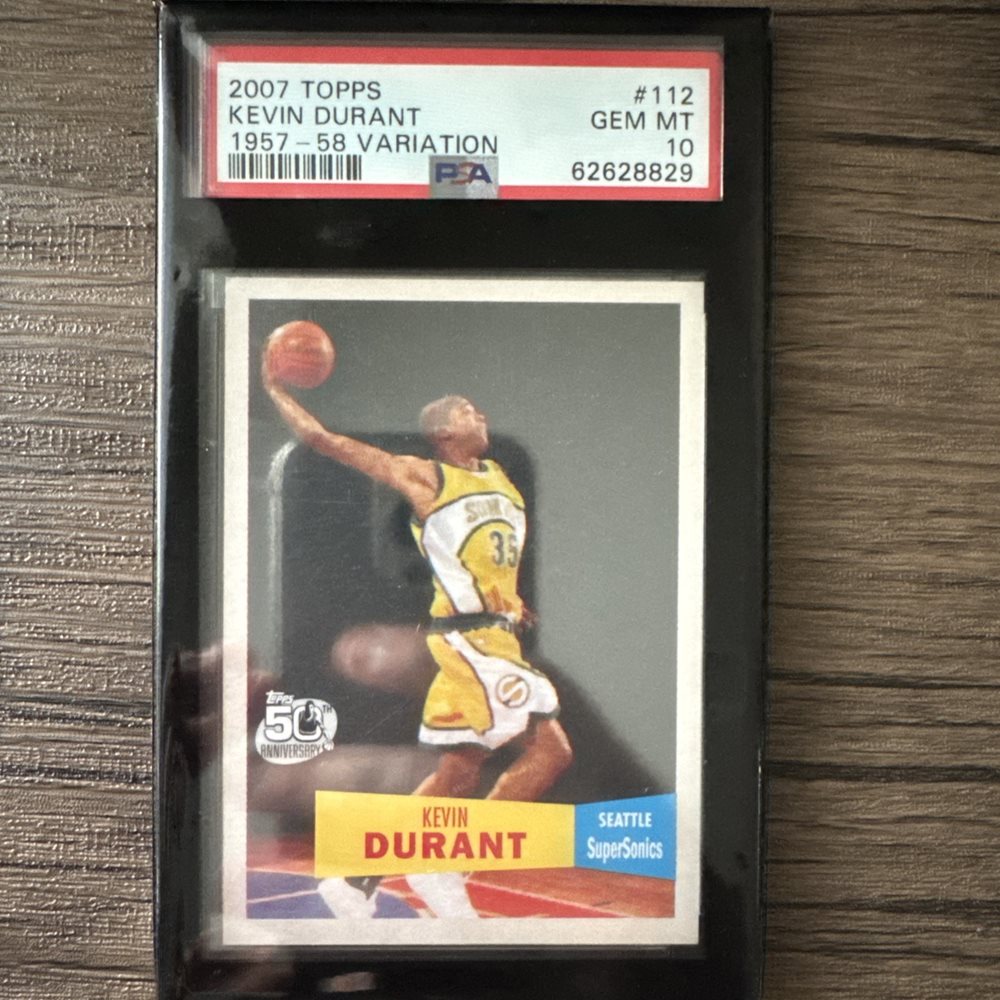 2007 TOPPS #112
KEVIN DURANT GEM MT
1957-58 VARIATION 10
PSA 62628829
35
Topps
50TH
ANNIVERSARY
KEVIN
DURANT
SEATTLE
SuperSonics